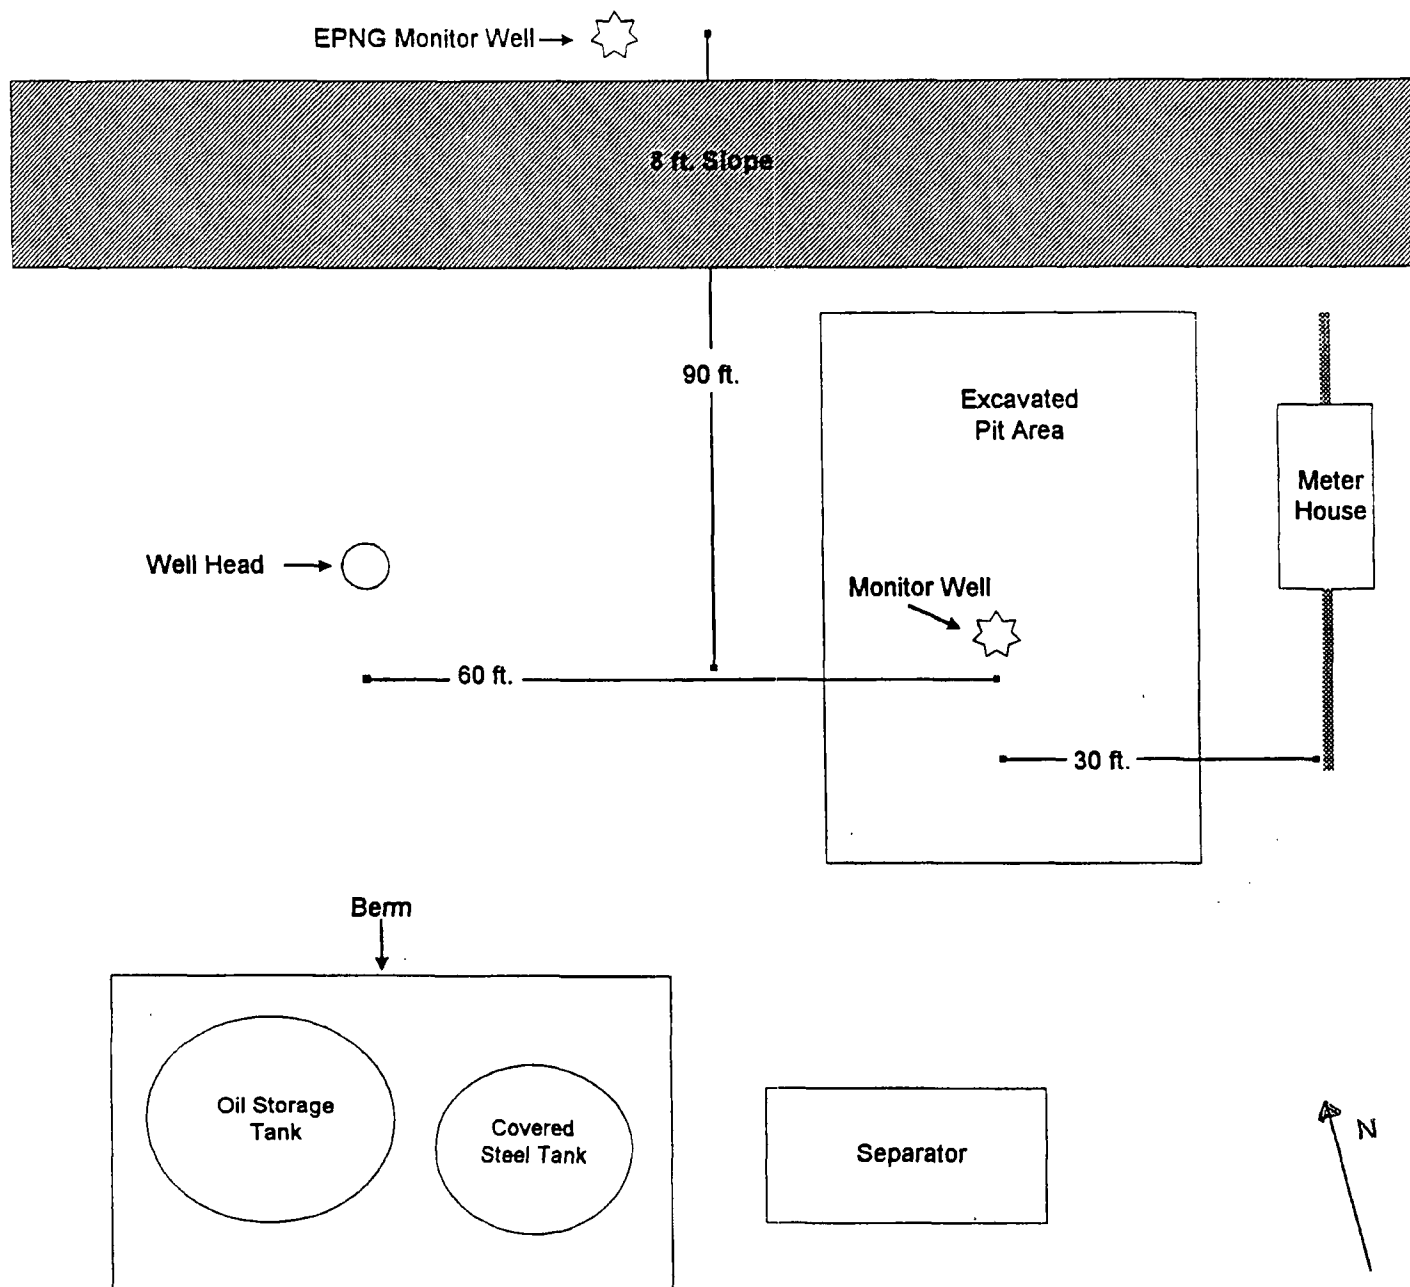 EPNG Monitor Well
8 ft. Slope
90 ft.
Excavated
Pit Area
Meter
House
Well Head
Monitor Well
60 ft.
30 ft.
Berm
Oil Storage
Tank
Covered
Steel Tank
Separator
N